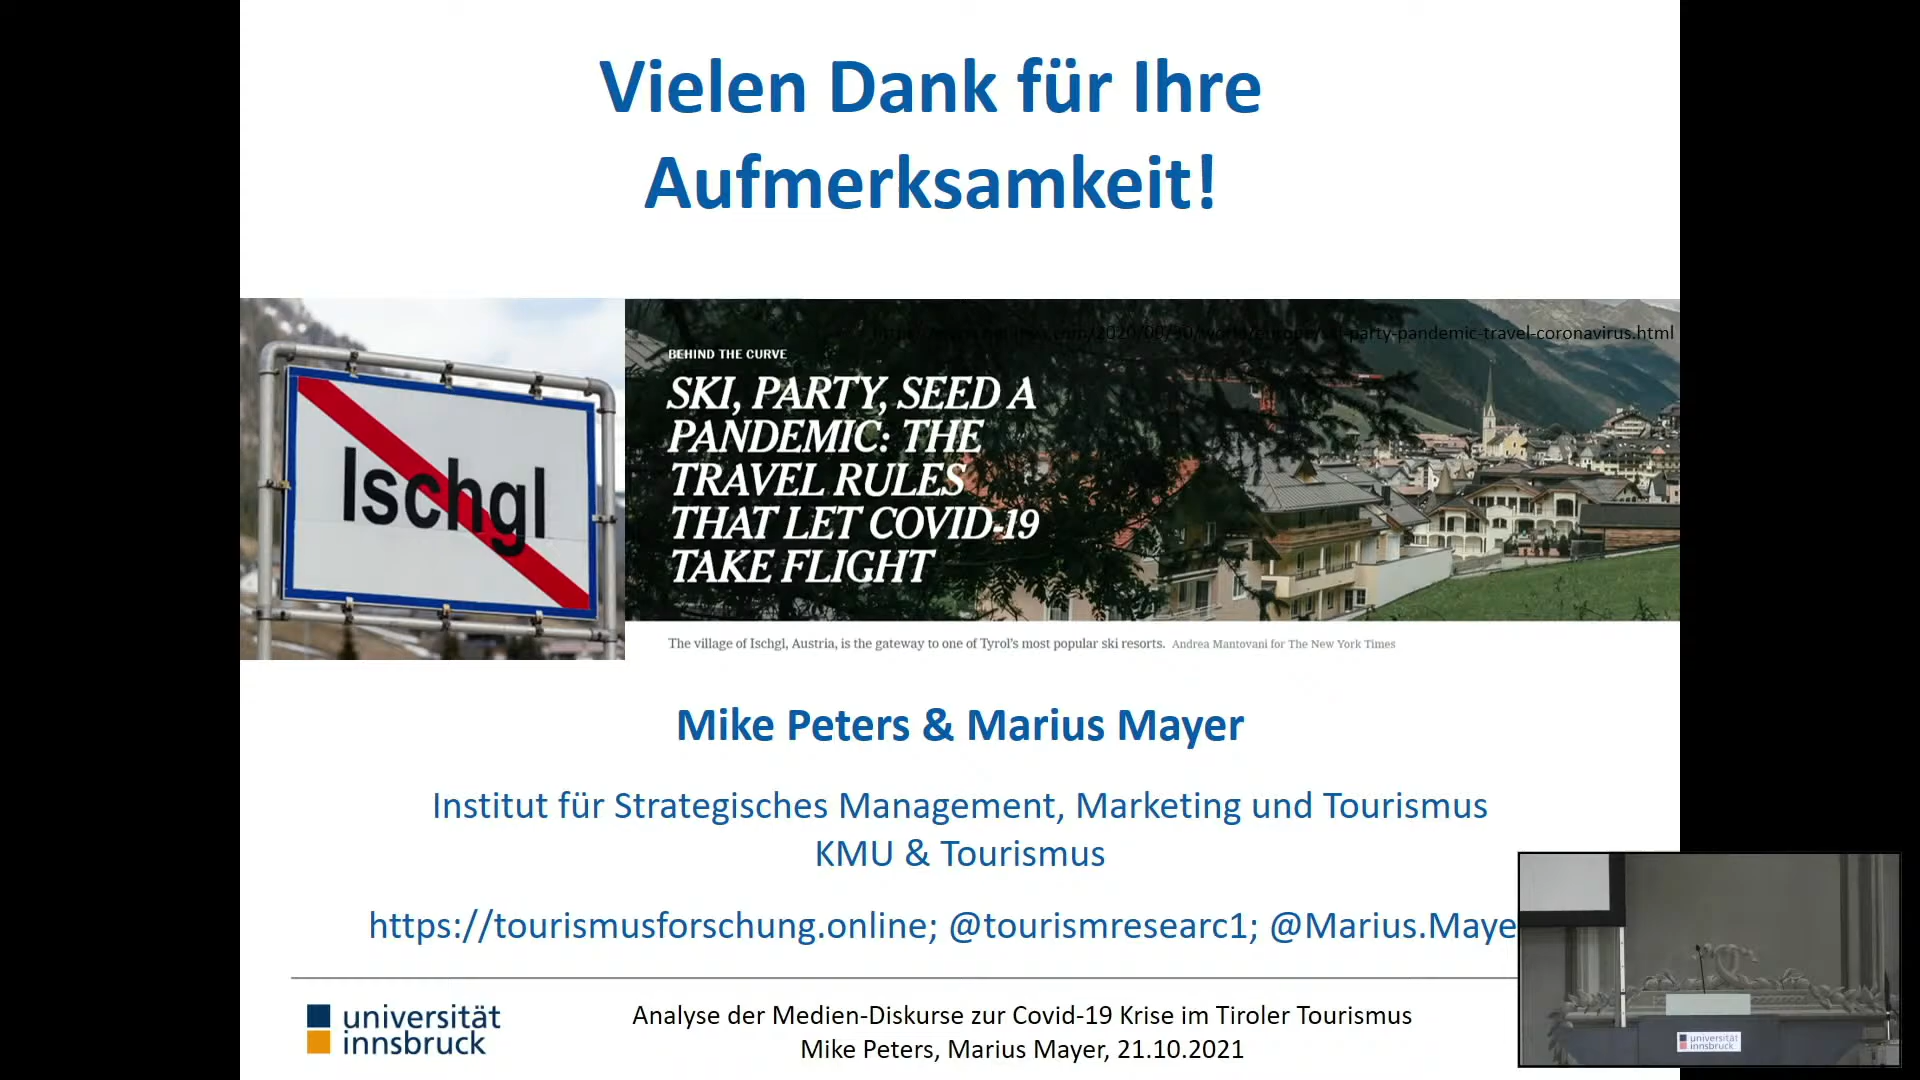 Vielen Dank für Ihre
Aufmerksamkeit!
party-pandemic-travel-coronavirus.html
BEHIND THE CURVE
SKI, PARTY, SEED A
PANDEMIC: THE
TRAVEL RULES
THAT LET COVID-19
TAKE FLIGHT
Ischgl
The village of Ischgl, Austria, is the gateway to one of Tyrol's most popular ski resorts. Andrea Mantovani for The New York Times
Mike Peters & Marius Mayer
Institut für Strategisches Management, Marketing und Tourismus
KMU & Tourismus
https://tourismusforschung.online; @tourismresearc1; @Marius.Maye
universität
innsbruck
Analyse der Medien-Diskurse zur Covid-19 Krise im Tiroler Tourismus
Mike Peters, Marius Mayer, 21.10.2021
universität
innsbruck